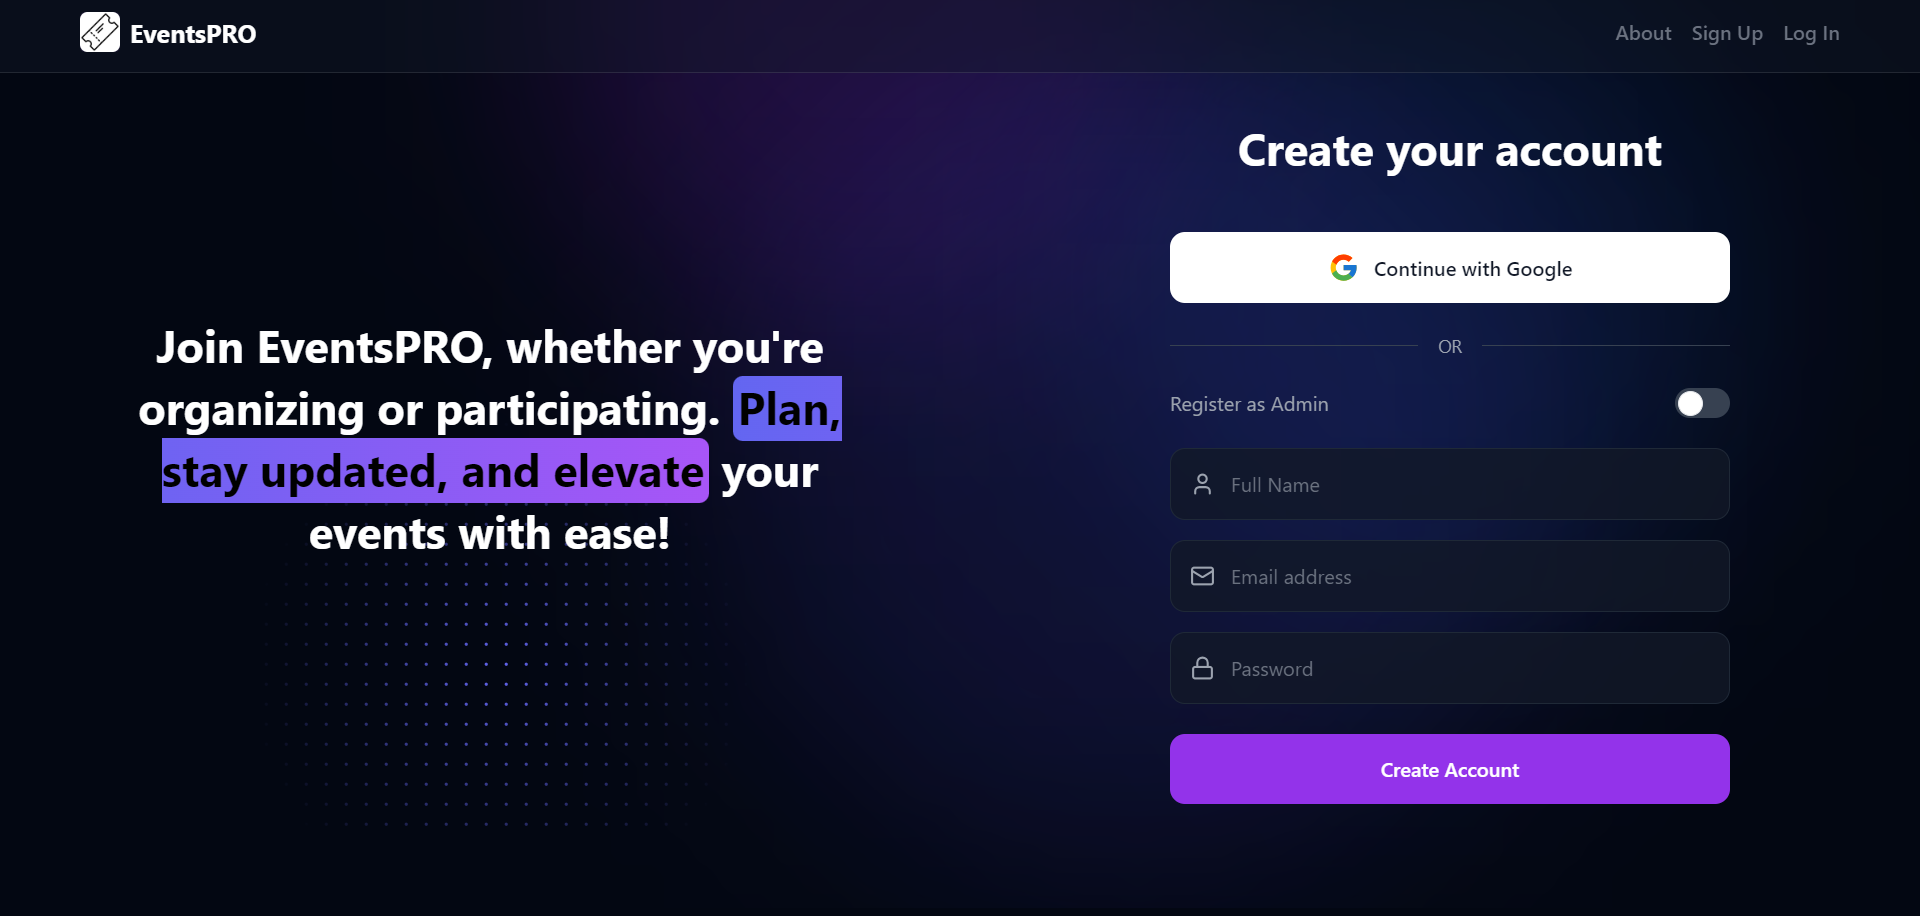 EventsPRO
About
Sign Up
Log In
Join EventsPRO, whether you're
organizing or participating. Plan,
stay updated, and elevate your
events with ease!
Create your account
Continue with Google
OR
Register as Admin
Full Name
Email address
Password
Create Account